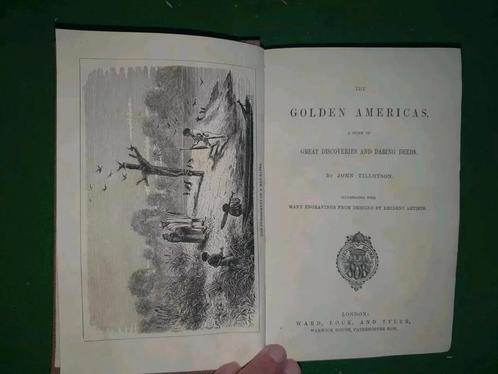 THE
GOLDEN AMERICAS,
A STORY OF
GREAT DISCOVERIES AND DARING DEEDS.
By JOHN TILLOTSON.
ILLUSTRATED WITH
MANY ENGRAVINGS FROM DESIGNS BY EMINENT ARTISTS.
LONDON:
WARD, LOCK, AND TYLER,
WARWICK HOUSE, PATERNOSTER ROW.